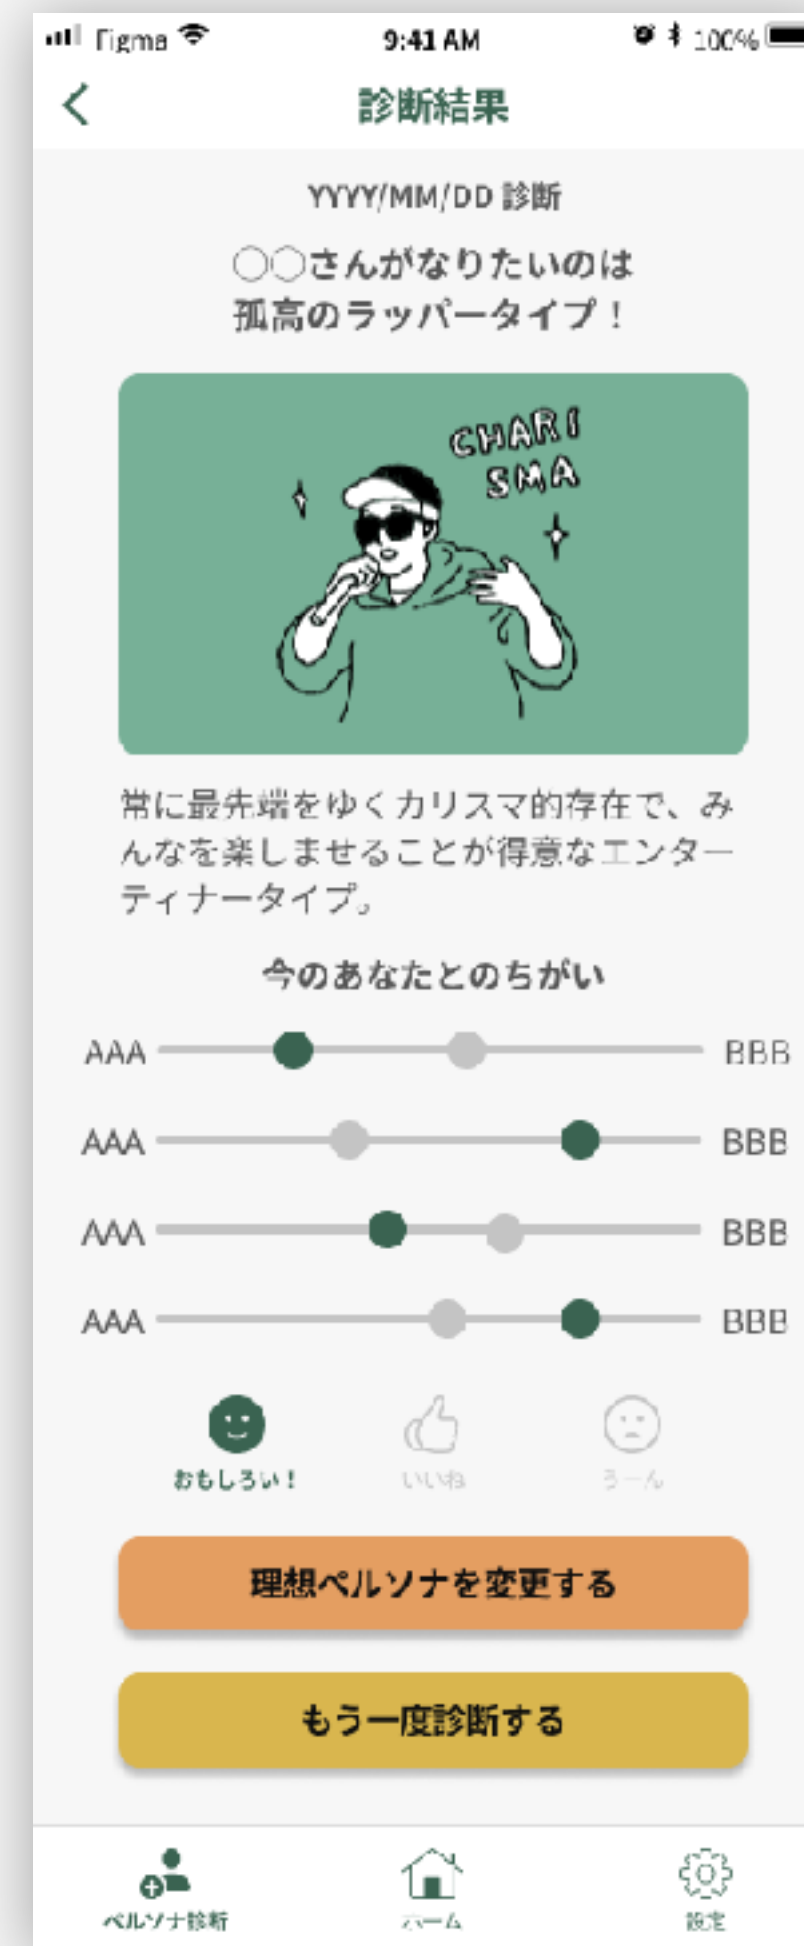 Figma
9:41 AM
100%
診断結果
YYYY/MM/DD 診断
○○さんがなりたいのは
孤高のラッパータイプ！
CHARI
SMA
常に最先端をゆくカリスマ的存在で、み
んなを楽しませることが得意なエンター
ティナータイプ。
今のあなたとのちがい
AAA BBB
AAA BBB
AAA BBB
AAA BBB
おもしろい！ いいね うーん
理想ペルソナを変更する
もう一度診断する
ペルソナ診断 ホーム 設定